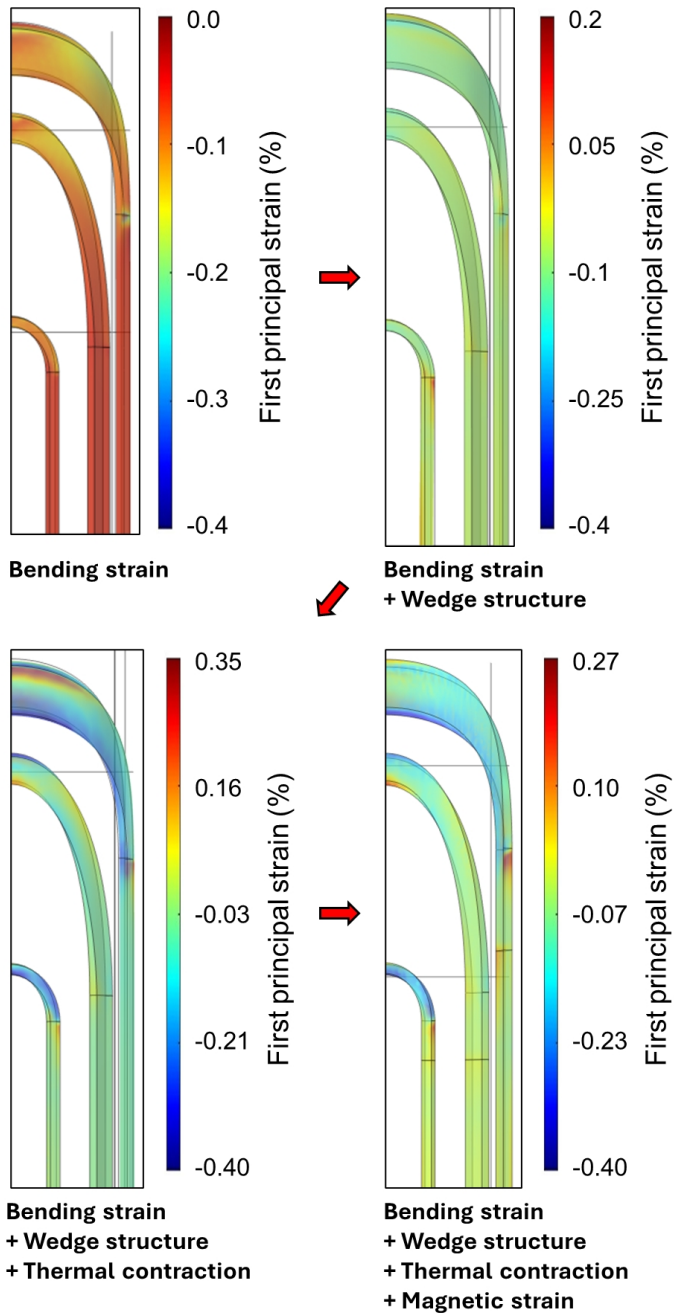 0.0
-0.1
-0.2
-0.3
-0.4
First principal strain (%)
Bending strain
0.2
0.05
-0.1
-0.25
-0.4
First principal strain (%)
Bending strain
+ Wedge structure
0.35
0.16
-0.03
-0.21
-0.40
First principal strain (%)
Bending strain
+ Wedge structure
+ Thermal contraction
0.27
0.10
-0.07
-0.23
-0.40
First principal strain (%)
Bending strain
+ Wedge structure
+ Thermal contraction
+ Magnetic strain